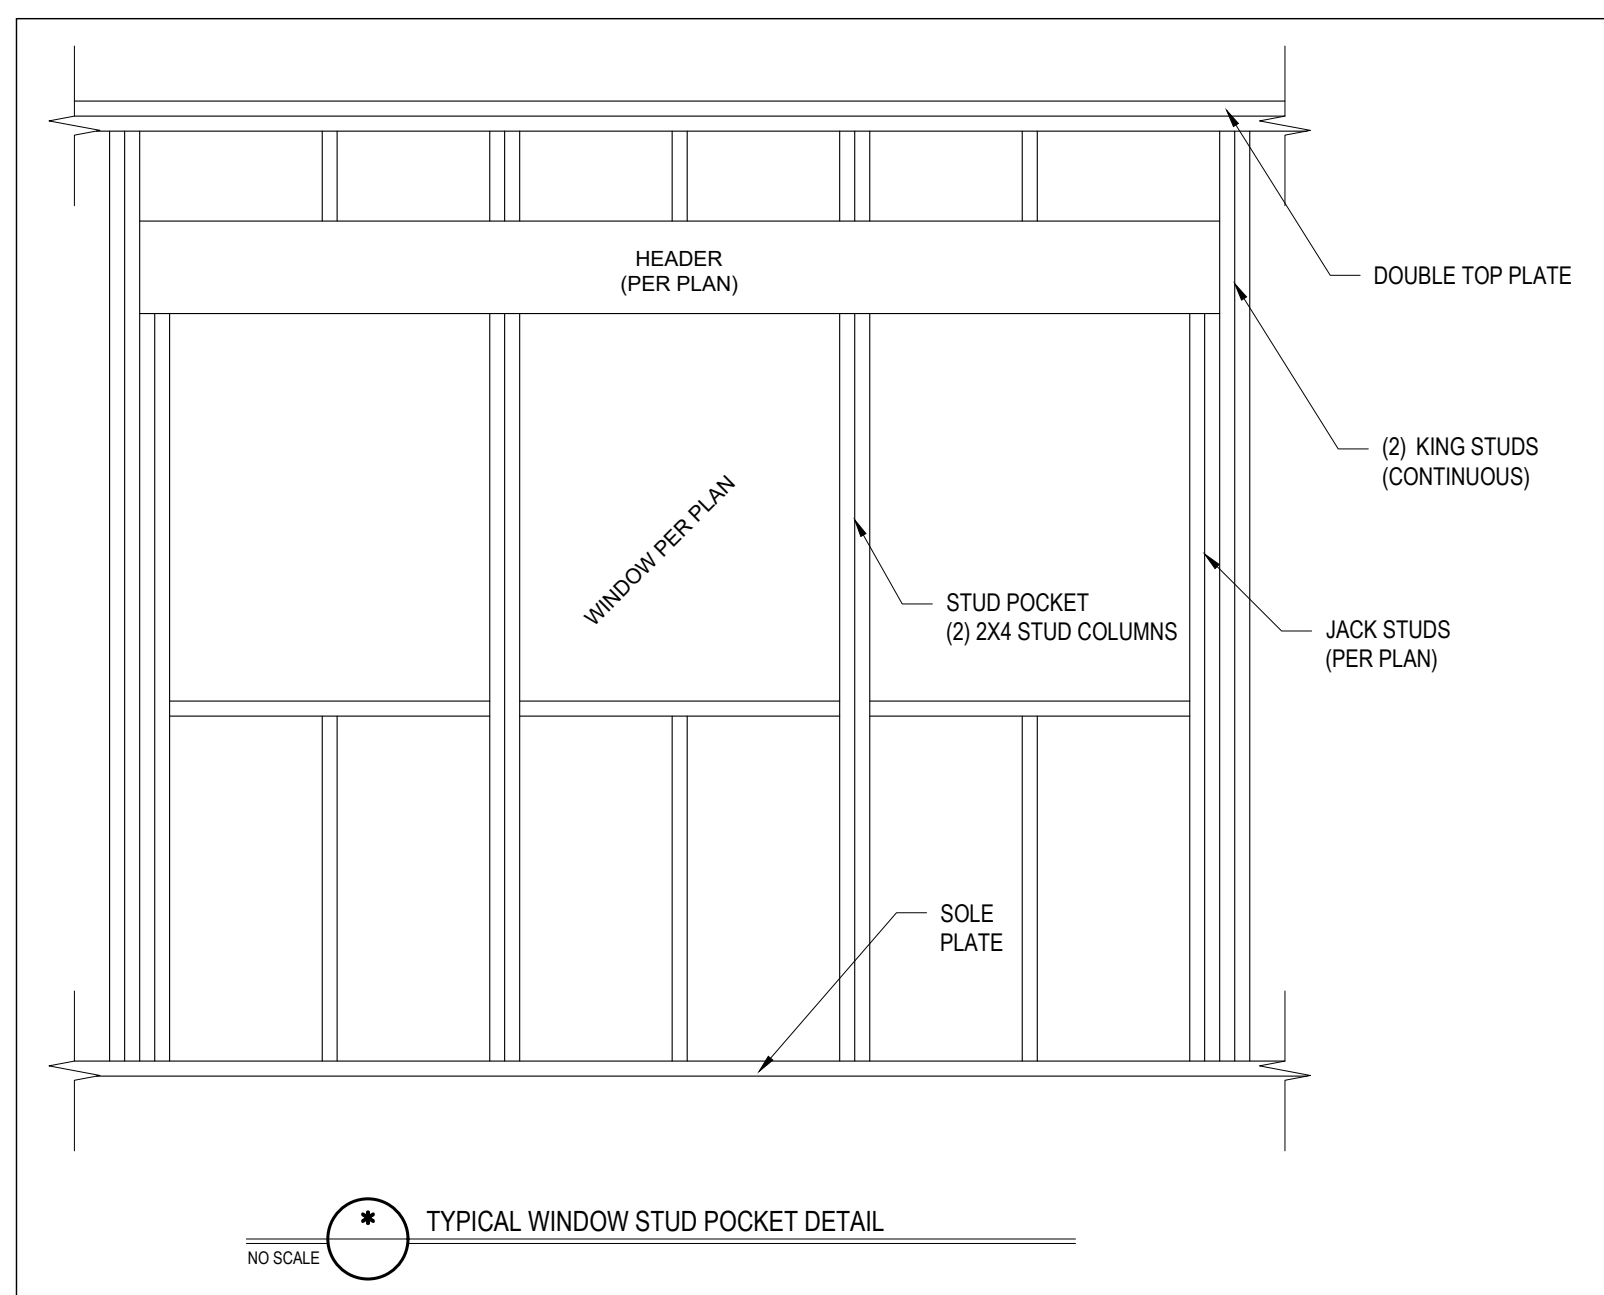 HEADER
(PER PLAN)
DOUBLE TOP PLATE
(2) KING STUDS
(CONTINUOUS)
WINDOW PER PLAN
STUD POCKET
(2) 2X4 STUD COLUMNS
JACK STUDS
(PER PLAN)
SOLE
PLATE
*
TYPICAL WINDOW STUD POCKET DETAIL
NO SCALE